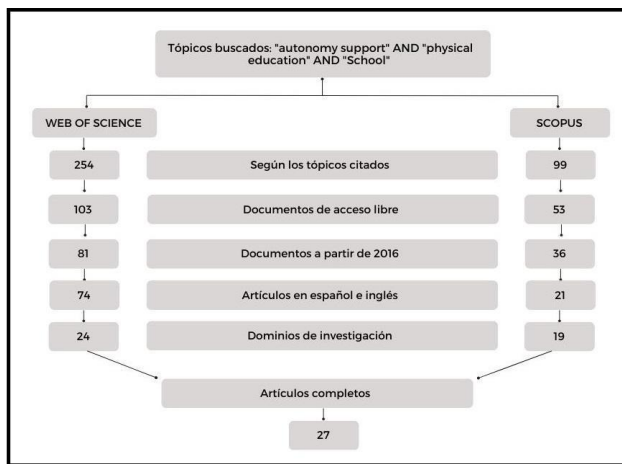 Tópicos buscados: "autonomy support" AND "physical
education" AND "School"
WEB OF SCIENCE
SCOPUS
254
Según los tópicos citados
99
103
Documentos de acceso libre
53
81
Documentos a partir de 2016
36
74
Artículos en español e inglés
21
24
Dominios de investigación
19
Artículos completos
27